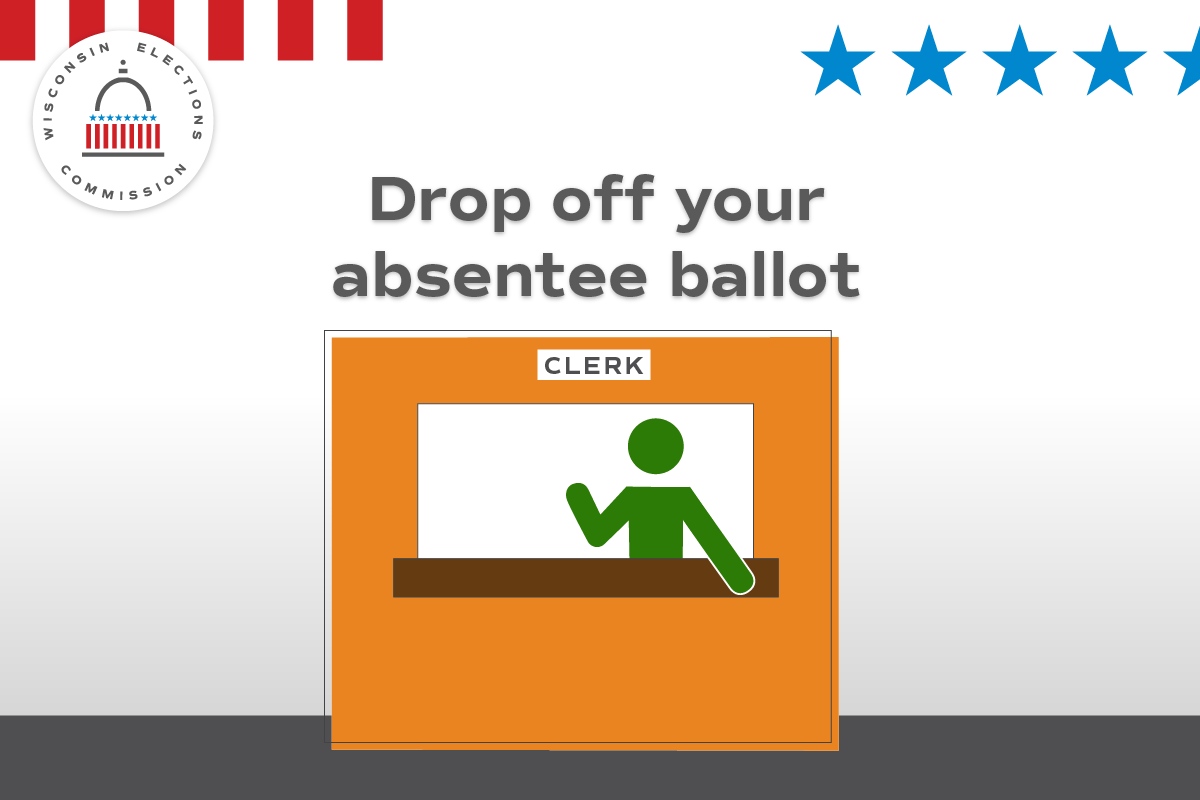 WISCONSIN ELECTIONS
COMMISSION
Drop off your
absentee ballot
CLERK